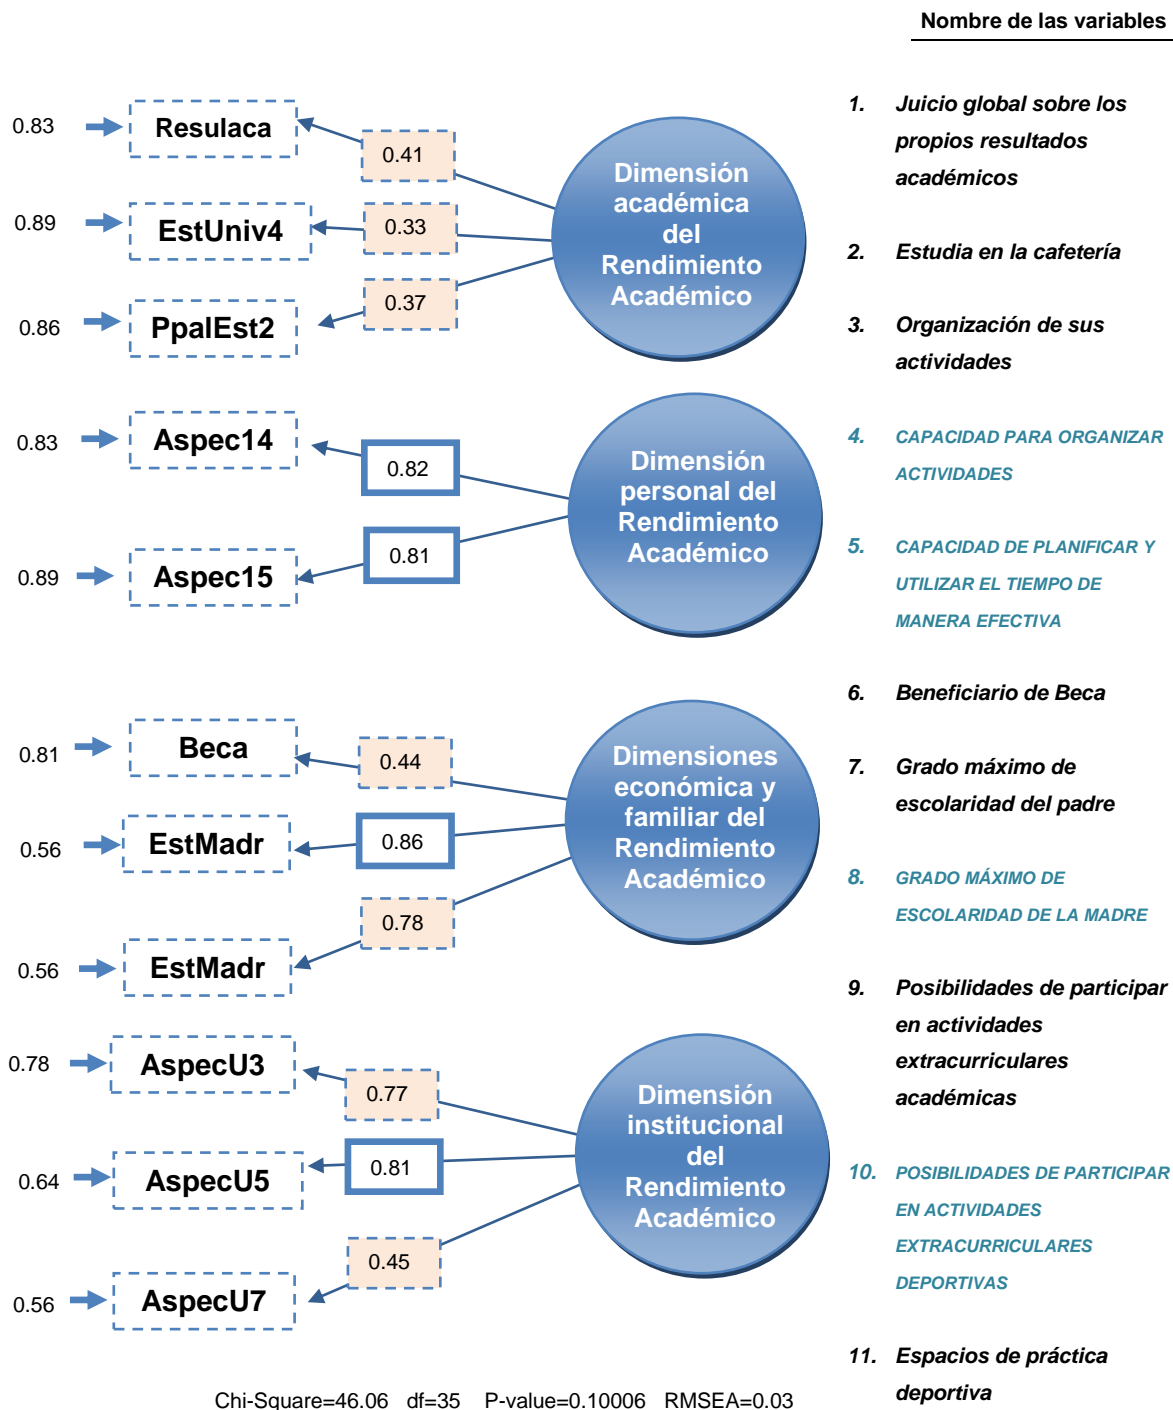 Nombre de las variables
0.83
Resulaca
0.41
0.89
EstUniv4
0.33
0.86
PpalEst2
0.37
Dimensión
académica
del
Rendimiento
Académico
0.83
Aspec14
0.82
0.89
Aspec15
0.81
Dimensión
personal del
Rendimiento
Académico
0.81
Beca
0.44
0.56
EstMadr
0.86
0.56
EstMadr
0.78
Dimensiones
económica y
familiar del
Rendimiento
Académico
0.78
AspecU3
0.77
0.64
AspecU5
0.81
0.56
AspecU7
0.45
Dimensión
institucional
del
Rendimiento
Académico
1. Juicio global sobre los
propios resultados
académicos
2. Estudia en la cafetería
3. Organización de sus
actividades
4. CAPACIDAD PARA ORGANIZAR
ACTIVIDADES
5. CAPACIDAD DE PLANIFICAR Y
UTILIZAR EL TIEMPO DE
MANERA EFECTIVA
6. Beneficiario de Beca
7. Grado máximo de
escolaridad del padre
8. GRADO MÁXIMO DE
ESCOLARIDAD DE LA MADRE
9. Posibilidades de participar
en actividades
extracurriculares
académicas
10. POSIBILIDADES DE PARTICIPAR
EN ACTIVIDADES
EXTRACURRICULARES
DEPORTIVAS
11. Espacios de práctica
deportiva
Chi-Square=46.06 df=35 P-value=0.10006 RMSEA=0.03